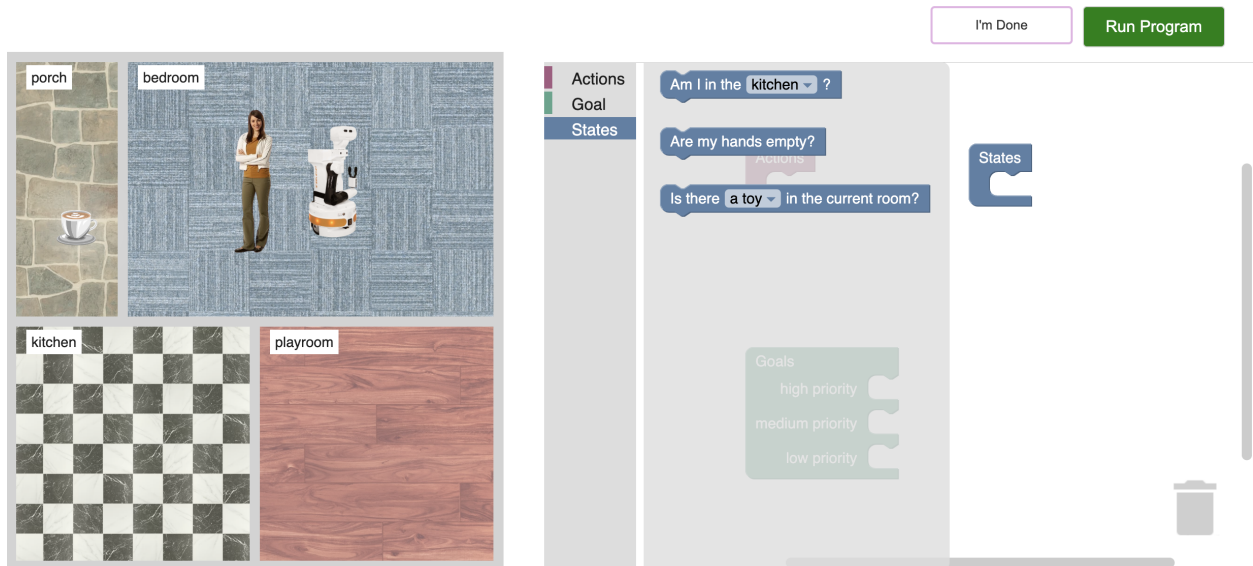 I'm Done
Run Program
porch
bedroom
kitchen
playroom
Actions
Goal
States
Am I in the kitchen ?
Are my hands empty?
Is there a toy in the current room?
Actions
Goals
high priority
medium priority
low priority
States